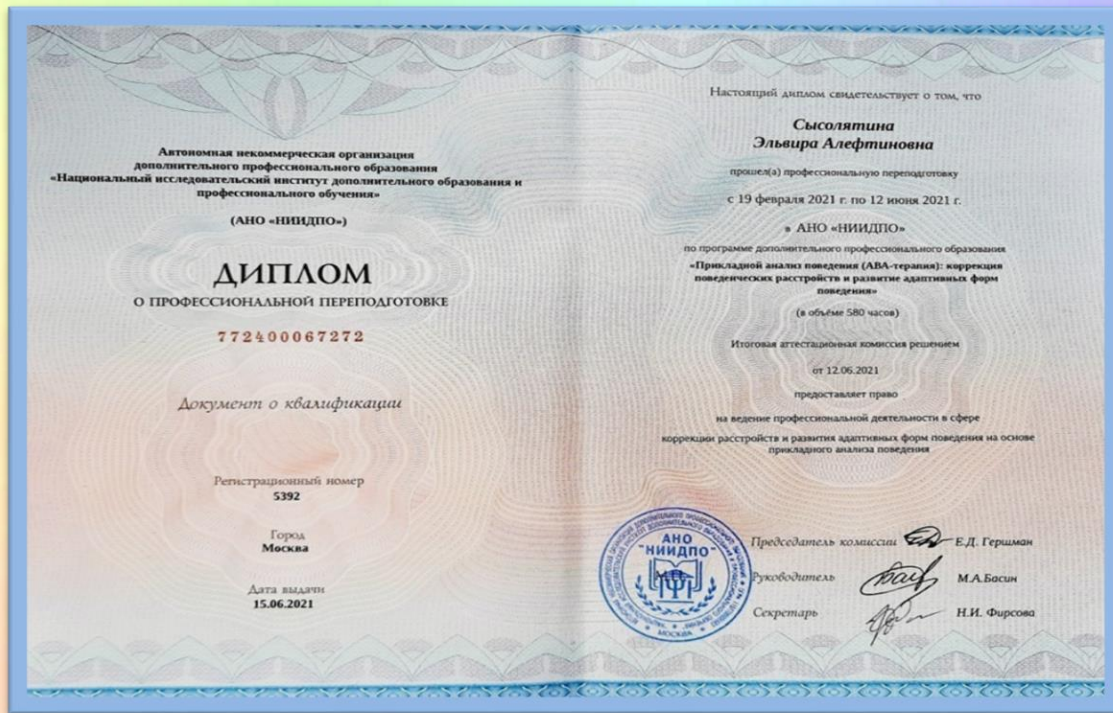 Автономная некоммерческая организация
дополнительного профессионального образования
«Национальный исследовательский институт дополнительного образования и
профессионального обучения»
(АНО «НИИДПО»)
ДИПЛОМ
О ПРОФЕССИОНАЛЬНОЙ ПЕРЕПОДГОТОВКЕ
772400067272
Документ о квалификации
Регистрационный номер
5392
Город
Москва
Дата выдачи
15.06.2021
Настоящий диплом свидетельствует о том, что
Сысолятина
Эльвира Алефтиновна
прошел(а) профессиональную переподготовку
с 19 февраля 2021 г. по 12 июня 2021 г.
в АНО «НИИДПО»
по программе дополнительного профессионального образования
«Прикладной анализ поведения (АВА-терапия): коррекция
поведенческих расстройств и развитие адаптивных форм
поведения»
(в объёме 580 часов)
Итоговая аттестационная комиссия решением
от 12.06.2021
предоставляет право
на ведение профессиональной деятельности в сфере
коррекции расстройств и развития адаптивных форм поведения на основе
прикладного анализа поведения
Председатель комиссии Е.Д. Гершман
Руководитель М.А.Басин
Секретарь Н.И. Фирсова
АНО
"НИИДПО"
М.П.
МОСКВА